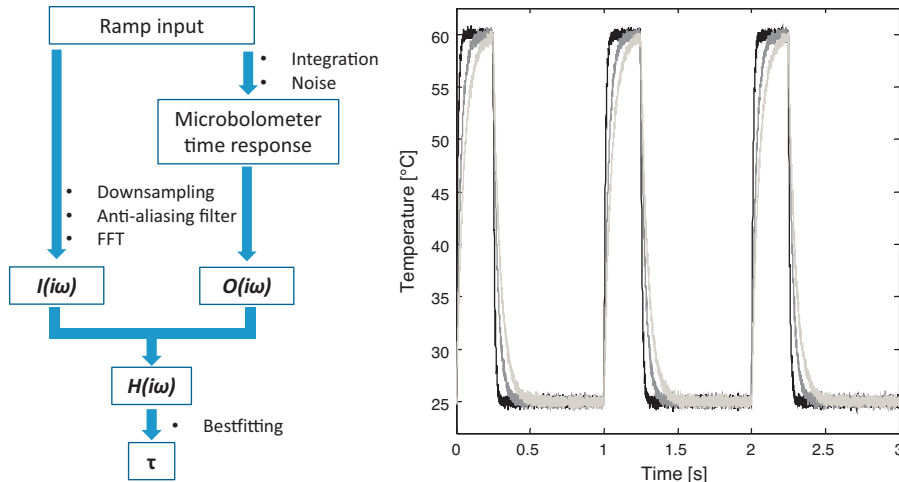 Ramp input
• Integration
• Noise
Microbolometer
time response
• Downsampling
• Anti-aliasing filter
• FFT
I(iω)
O(iω)
H(iω)
• Bestfitting
τ
Temperature [°C]
60
55
50
45
40
35
30
25
0
0.5
1
1.5
2
2.5
3
Time [s]